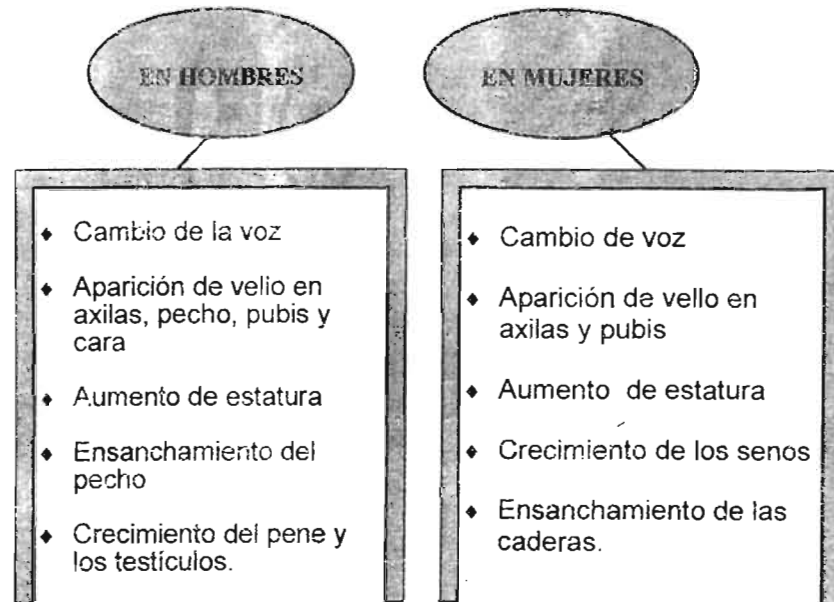 EN HOMBRES
♦ Cambio de la voz
♦ Aparición de vello en
axilas, pecho, pubis y
cara
♦ Aumento de estatura
♦ Ensanchamiento del
pecho
♦ Crecimiento del pene y
los testículos.
EN MUJERES
♦ Cambio de voz
♦ Aparición de vello en
axilas y pubis
♦ Aumento de estatura
♦ Crecimiento de los senos
♦ Ensanchamiento de las
caderas.